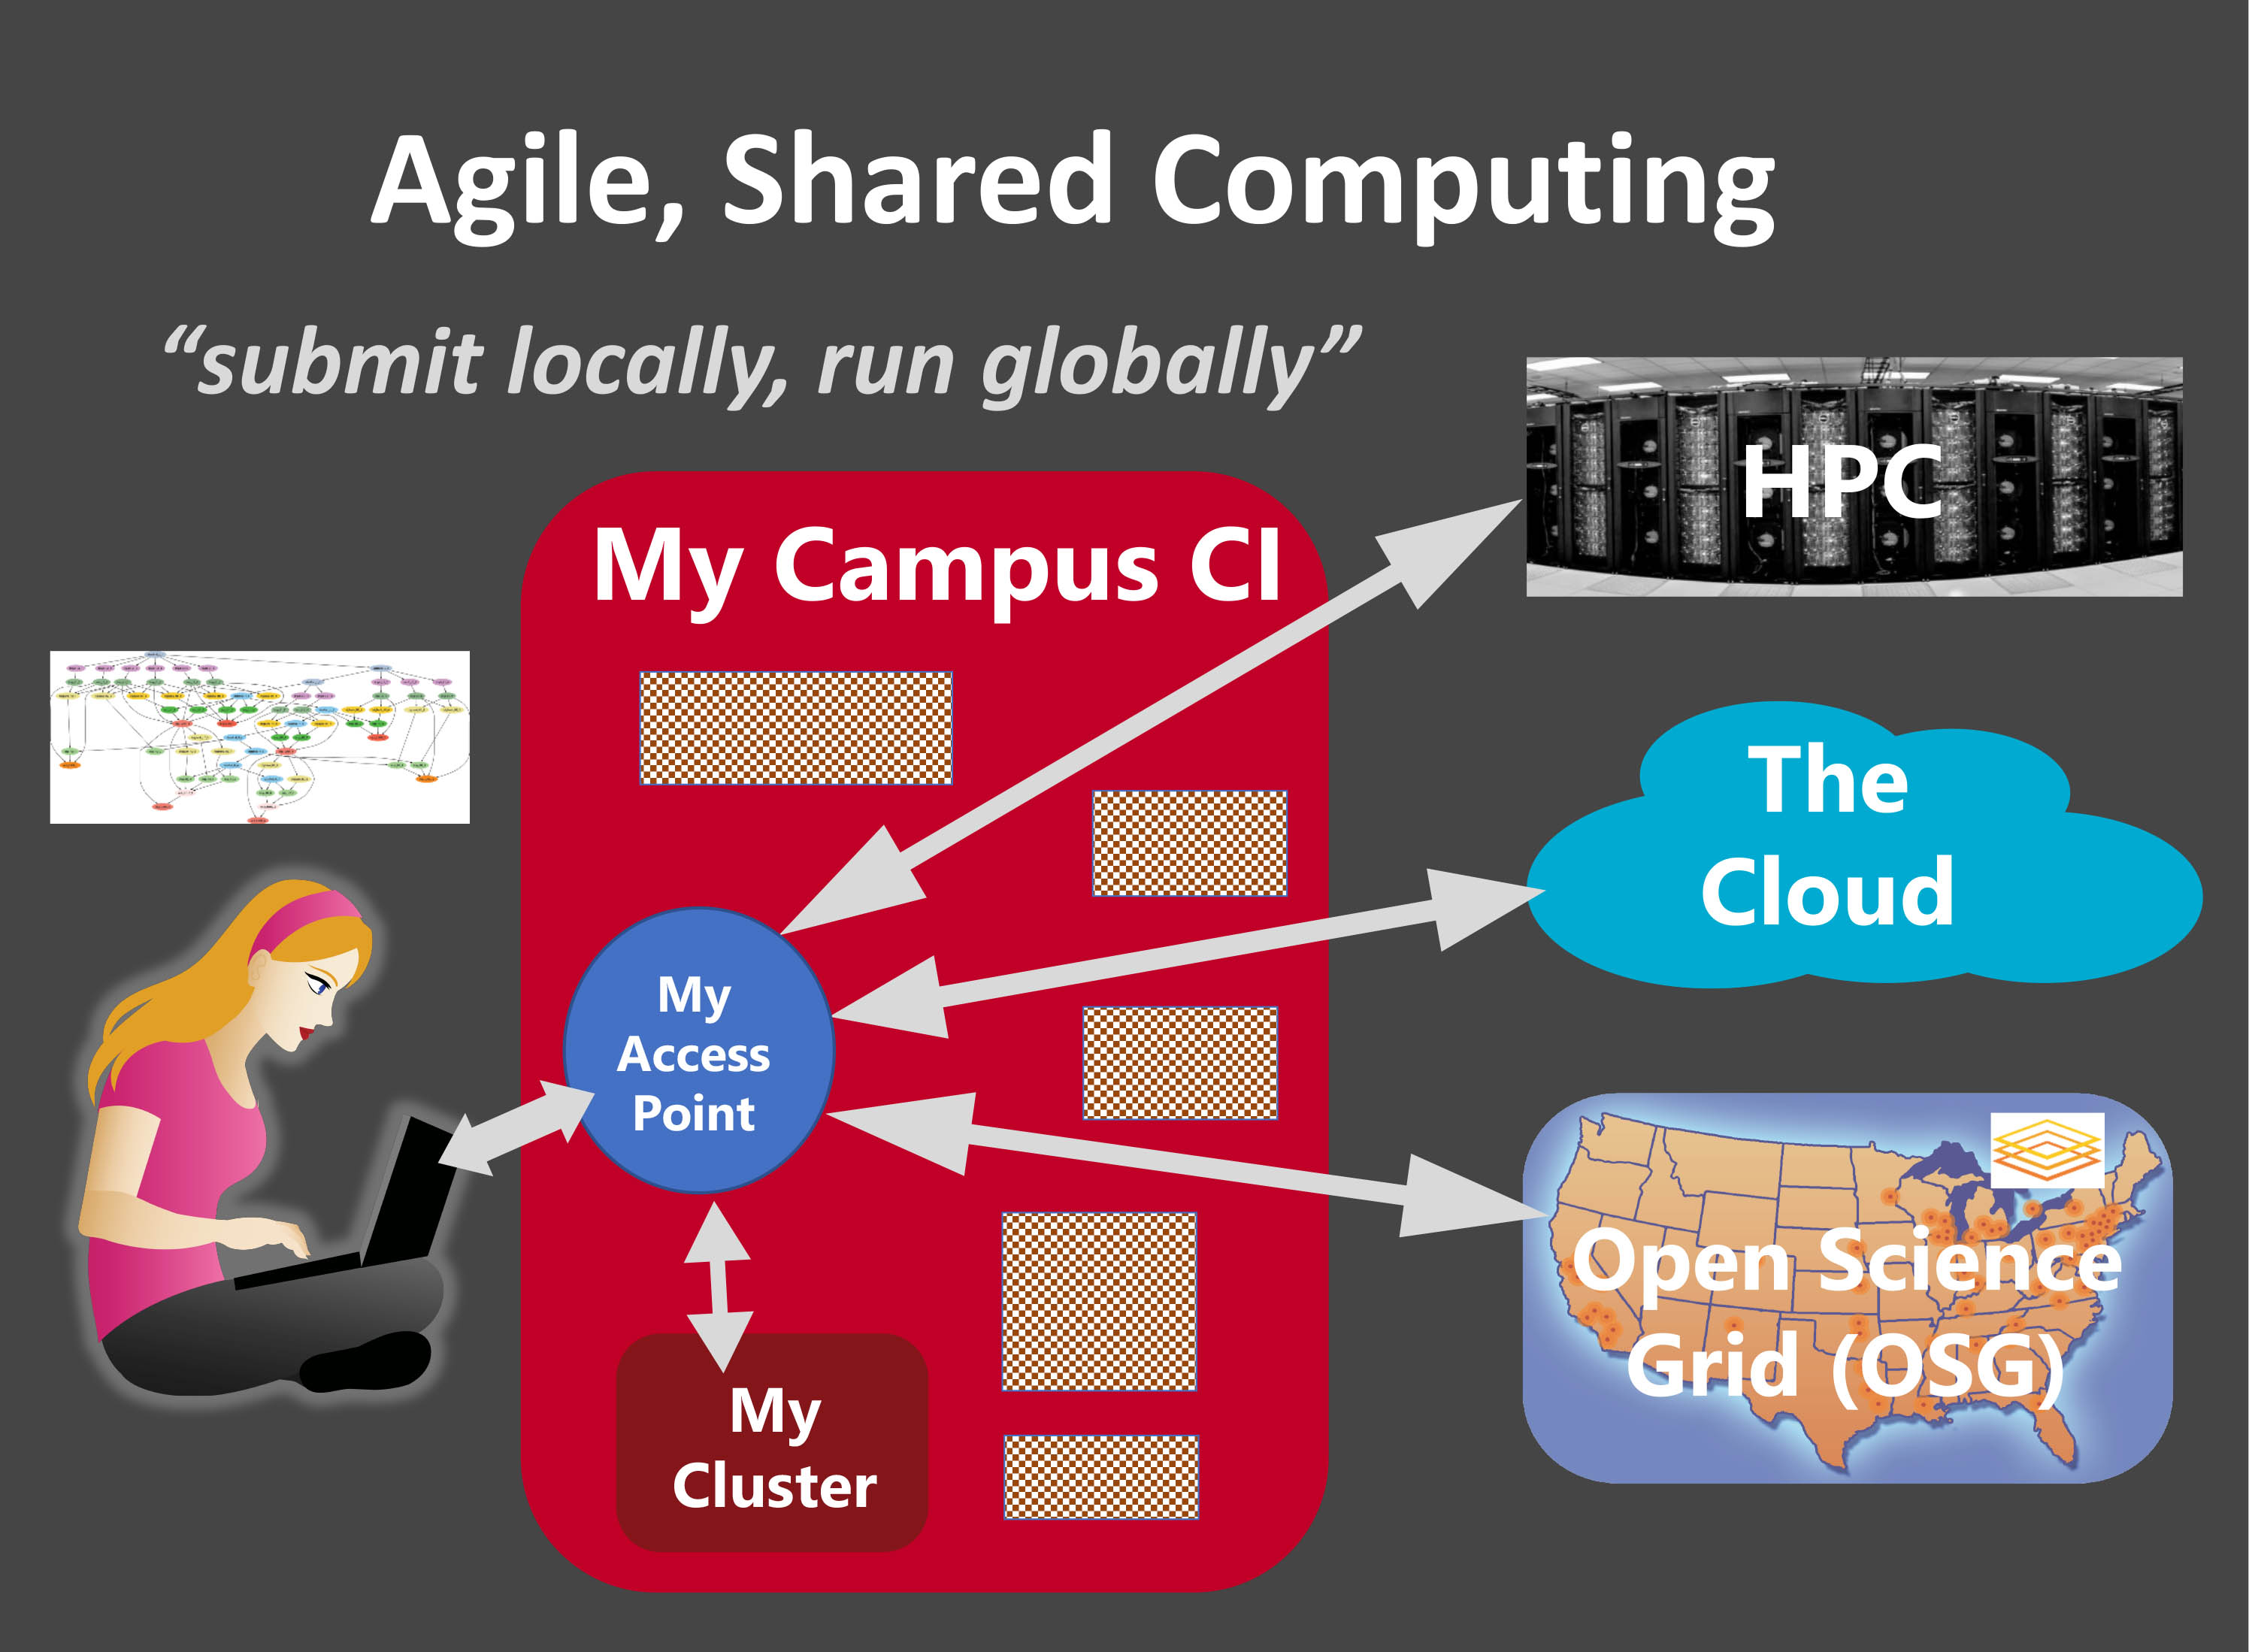 Agile, Shared Computing
“submit locally, run globally”
HPC
My Campus CI
The
Cloud
My
Access
Point
Open Science
Grid (OSG)
My
Cluster